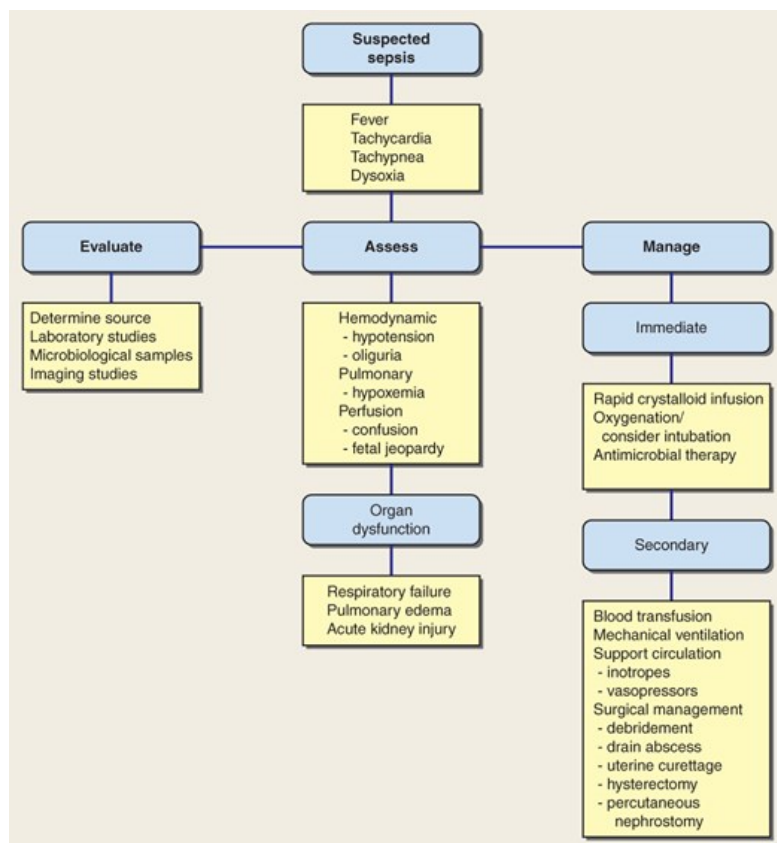 Suspected
sepsis
Fever
Tachycardia
Tachypnea
Dysoxia
Evaluate
Assess
Manage
Determine source
Laboratory studies
Microbiological samples
Imaging studies
Hemodynamic
- hypotension
- oliguria
Pulmonary
- hypoxemia
Perfusion
- confusion
- fetal jeopardy
Organ
dysfunction
Respiratory failure
Pulmonary edema
Acute kidney injury
Immediate
Rapid crystalloid infusion
Oxygenation/
consider intubation
Antimicrobial therapy
Secondary
Blood transfusion
Mechanical ventilation
Support circulation
- inotropes
- vasopressors
Surgical management
- debridement
- drain abscess
- uterine curettage
- hysterectomy
- percutaneous
nephrostomy